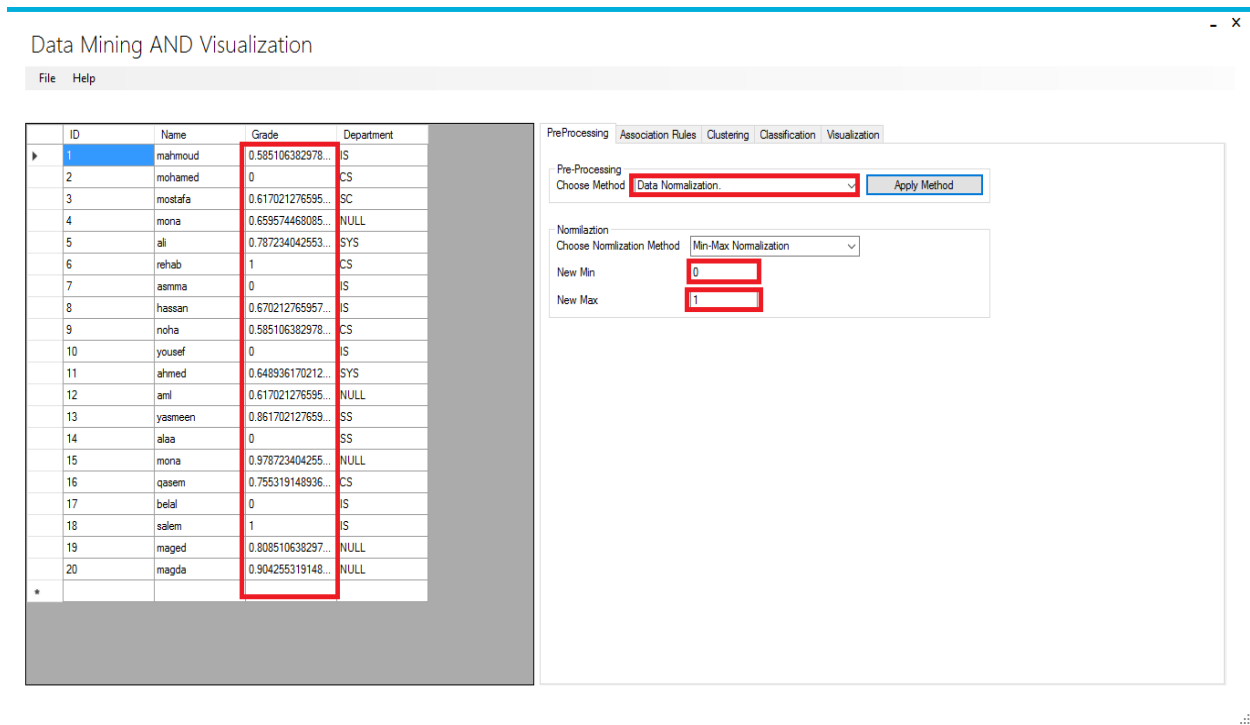 - x
Data Mining AND Visualization
File Help
ID Name Grade Department
1 mahmoud 0.585106382978... IS
2 mohamed 0 CS
3 mostafa 0.617021276595... SC
4 mona 0.659574468085... NULL
5 ali 0.787234042553... SYS
6 rehab 1 CS
7 asmma 0 IS
8 hassan 0.670212765957... IS
9 noha 0.585106382978... CS
10 yousef 0 IS
11 ahmed 0.648936170212... SYS
12 aml 0.617021276595... NULL
13 yasmeen 0.861702127659... SS
14 alaa 0 SS
15 mona 0.978723404255... NULL
16 qasem 0.755319148936... CS
17 belal 0 IS
18 salem 1 IS
19 maged 0.808510638297... NULL
20 magda 0.904255319148... NULL
*
PreProcessing Association Rules Clustering Classification Visualization
Pre-Processing
Choose Method Data Normalization. Apply Method
Nomilaztion
Choose Nomlization Method Min-Max Normalization
New Min 0
New Max 1